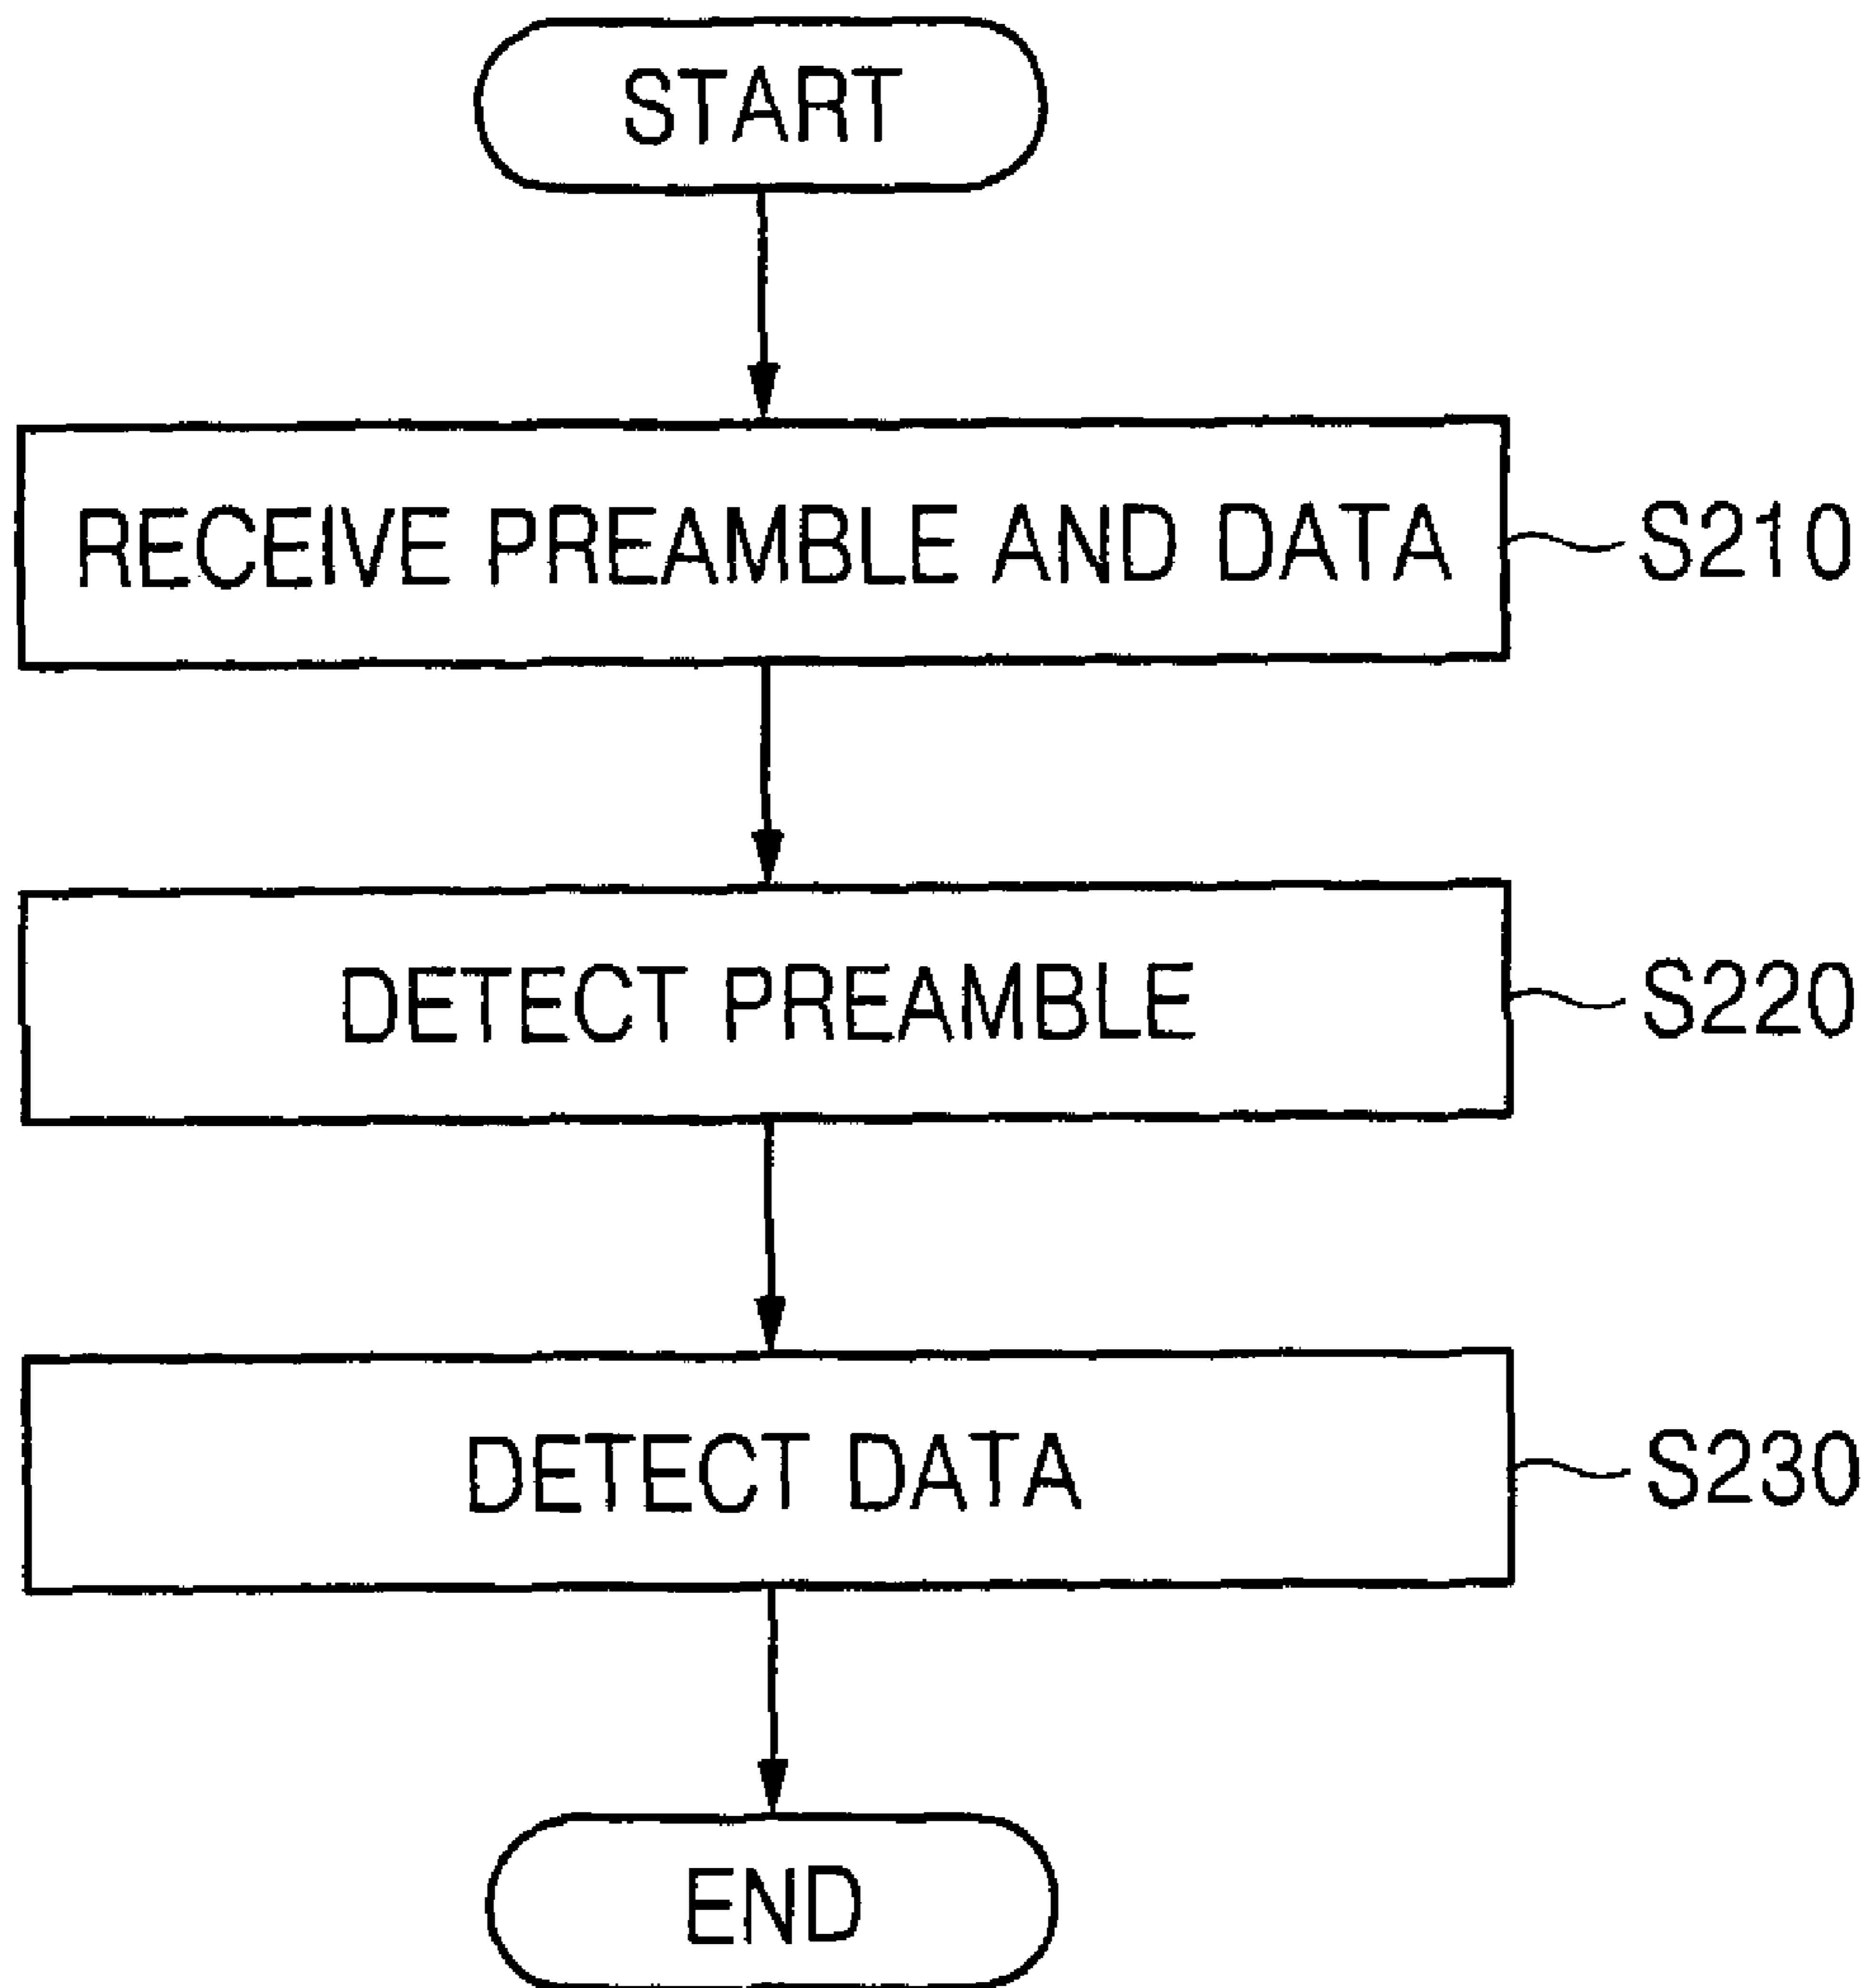 START
RECEIVE PREAMBLE AND DATA
S210
DETECT PREAMBLE
S220
DETECT DATA
S230
END